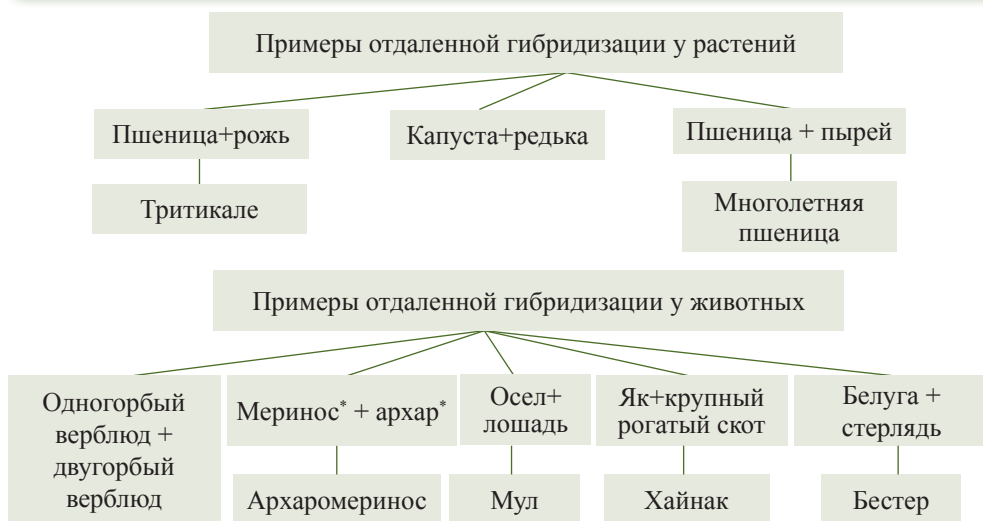 Примеры отдаленной гибридизации у растений
Пшеница+рожь
Капуста+редька
Пшеница + пырей
Тритикале
Многолетняя
пшеница
Примеры отдаленной гибридизации у животных
Одногорбый
верблюд +
двугорбый
верблюд
Меринос* + архар*
Осел+
лошадь
Як+крупный
рогатый скот
Белуга +
стерлядь
Архаромеринос
Мул
Хайнак
Бестер